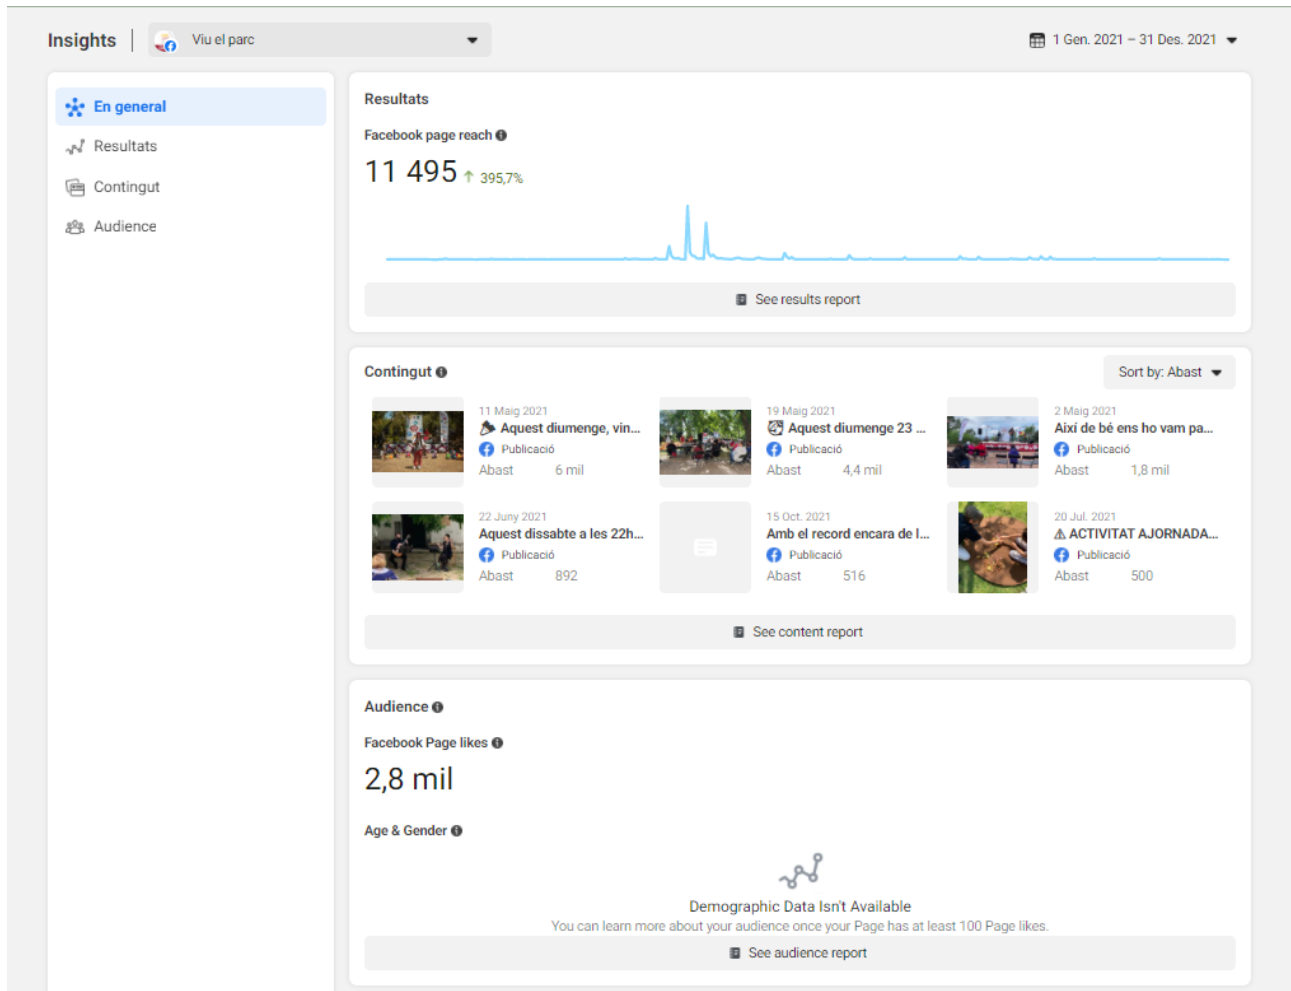 Insights
Viu el parc
1 Gen. 2021 – 31 Des. 2021
En general
Resultats
Contingut
Audience
Resultats
Facebook page reach
11 495 ↑ 395,7%
See results report
Contingut
Sort by: Abast
11 Maig 2021
Aquest diumenge, vin...
Publicació
Abast 6 mil
19 Maig 2021
Aquest diumenge 23 ...
Publicació
Abast 4,4 mil
2 Maig 2021
Així de bé ens ho vam pa...
Publicació
Abast 1,8 mil
22 Juny 2021
Aquest dissabte a les 22h...
Publicació
Abast 892
15 Oct. 2021
Amb el record encara de l...
Publicació
Abast 516
20 Jul. 2021
⚠ ACTIVITAT AJORNADA...
Publicació
Abast 500
See content report
Audience
Facebook Page likes
2,8 mil
Age & Gender
Demographic Data Isn't Available
You can learn more about your audience once your Page has at least 100 Page likes.
See audience report